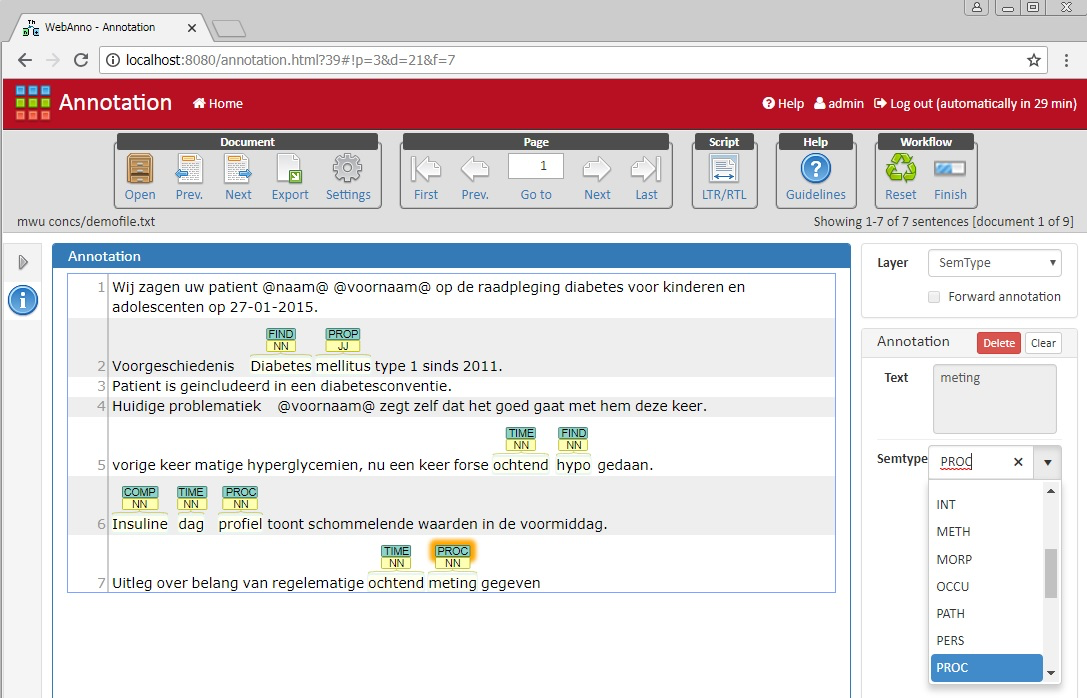 WebAnno - Annotation
localhost:8080/annotation.html?39#!p=3&d=21&f=7
Annotation Home Help admin Log out (automatically in 29 min)
Document Page Script Help Workflow
1
Open Prev. Next Export Settings First Prev. Go to Next Last LTR/RTL Guidelines Reset Finish
mwu concs/demofile.txt Showing 1-7 of 7 sentences [document 1 of 9]
Annotation
1 Wij zagen uw patient @naam@ @voornaam@ op de raadpleging diabetes voor kinderen en
adolescenten op 27-01-2015.
FIND PROP
NN JJ
2 Voorgeschiedenis Diabetes mellitus type 1 sinds 2011.
3 Patient is geincludeerd in een diabetesconventie.
4 Huidige problematiek @voornaam@ zegt zelf dat het goed gaat met hem deze keer.
TIME FIND
NN NN
5 vorige keer matige hyperglycemien, nu een keer forse ochtend hypo gedaan.
COMP TIME PROC
NN NN NN
6 Insuline dag profiel toont schommelende waarden in de voormiddag.
TIME PROC
NN NN
7 Uitleg over belang van regelematige ochtend meting gegeven
Layer SemType
Forward annotation
Annotation Delete Clear
Text meting
Semtype PROC
INT
METH
MORP
OCCU
PATH
PERS
PROC